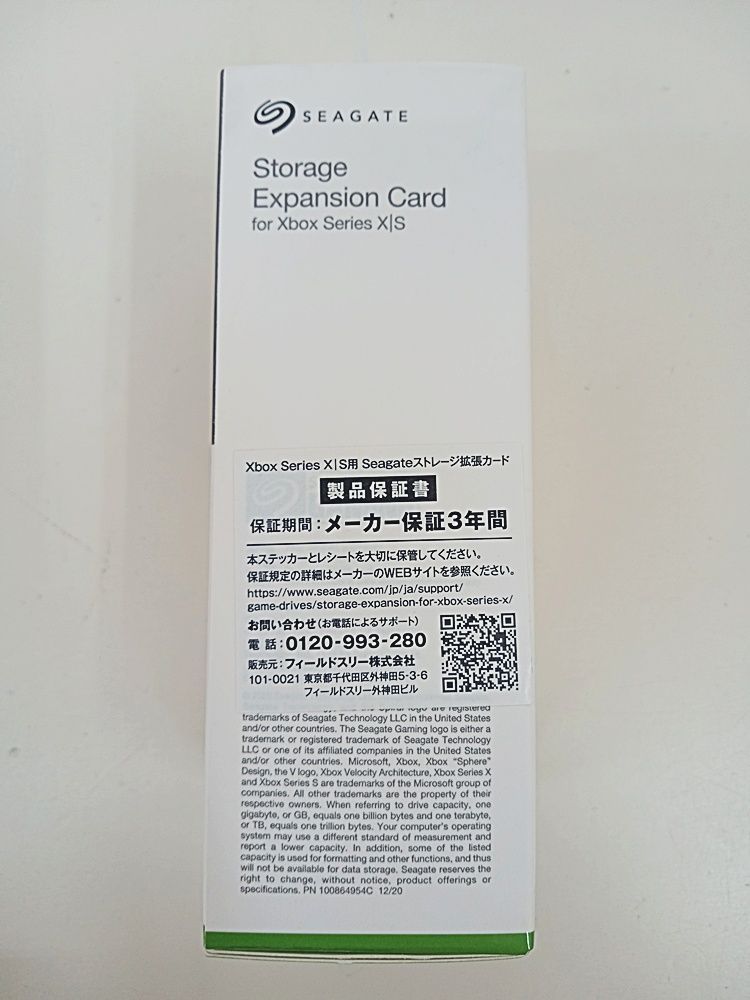 SEAGATE
Storage
Expansion Card
for Xbox Series X|S
Xbox Series X|S用 Seagateストレージ拡張カード
製品保証書
保証期間：メーカー保証3年間
本ステッカーとレシートを大切に保管してください。
保証規定の詳細はメーカーのWEBサイトを参照ください。
https://www.seagate.com/jp/ja/support/
game-drives/storage-expansion-for-xbox-series-x/
お問い合わせ(お電話によるサポート)
電 話：0120-993-280
販売元：フィールドスリー株式会社
101-0021 東京都千代田区外神田5-3-6
フィールドスリー外神田ビル
logo are registered
trademarks of Seagate Technology LLC in the United States
and/or other countries. The Seagate Gaming logo is either a
trademark or registered trademark of Seagate Technology
LLC or one of its affiliated companies in the United States
and/or other countries. Microsoft, Xbox, Xbox "Sphere"
Design, the V logo, Xbox Velocity Architecture, Xbox Series X
and Xbox Series S are trademarks of the Microsoft group of
companies. All other trademarks are the property of their
respective owners. When referring to drive capacity, one
gigabyte, or GB, equals one billion bytes and one terabyte,
or TB, equals one trillion bytes. Your computer's operating
system may use a different standard of measurement and
report a lower capacity. In addition, some of the listed
capacity is used for formatting and other functions, and thus
will not be available for data storage. Seagate reserves the
right to change, without notice, product offerings or
specifications. PN 100864954C 12/20